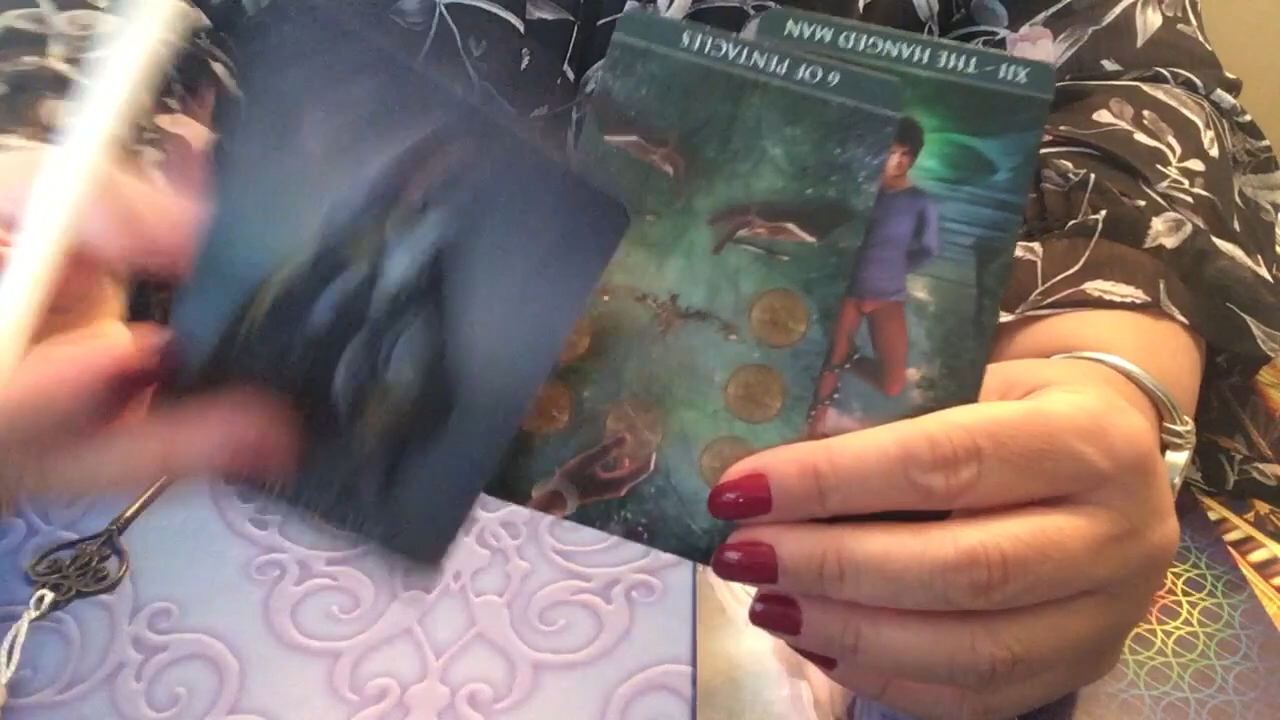 6 OF PENTACLES
XII - THE HANGED MAN